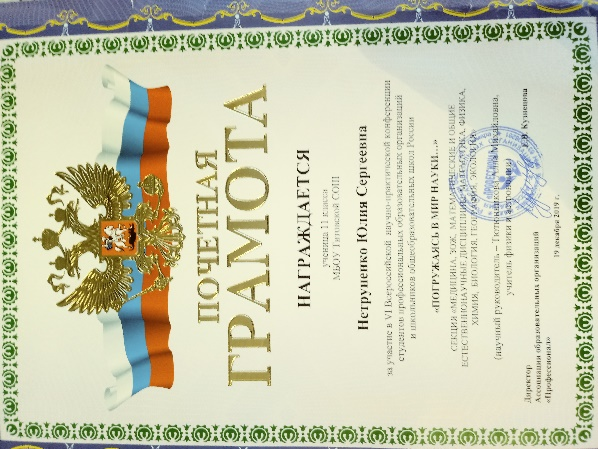 ПОЧЕТНАЯ
ГРАМОТА
НАГРАЖДАЕТСЯ
ученица 11 класса
МБОУ Титовской СОШ
Нетруненко Юлия Сергеевна
за участие в VI Всероссийской научно-практической конференции
студентов профессиональных образовательных организаций
и школьников общеобразовательных школ России
«ПОГРУЖАЯСЬ В МИР НАУКИ...»
СЕКЦИЯ «МЕДИЦИНА, ЗОЖ, МАТЕМАТИЧЕСКИЕ И ОБЩИЕ
ЕСТЕСТВЕННОНАУЧНЫЕ ДИСЦИПЛИНЫ: МАТЕМАТИКА, ФИЗИКА,
ХИМИЯ, БИОЛОГИЯ, ГЕОГРАФИЯ, ЭКОЛОГИЯ»
(научный руководитель – Михайловна,
учитель физики и астрономии)
Директор
Ассоциации образовательных организаций
«Профессионал» Кузнецова
19 декабря 2019 г.